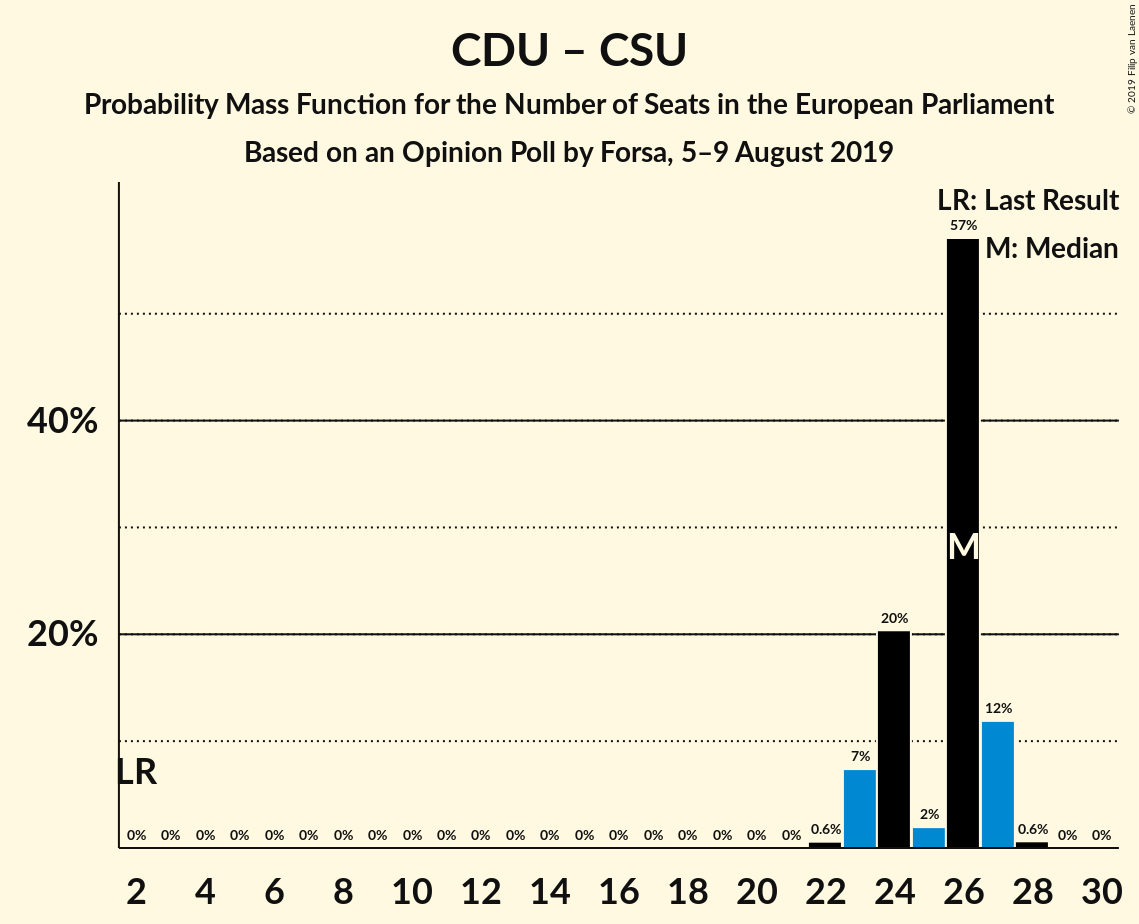 © 2019 Filip van Laenen
CDU – CSU
Probability Mass Function for the Number of Seats in the European Parliament
Based on an Opinion Poll by Forsa, 5–9 August 2019
LR: Last Result
57%
M: Median
40%
M
20%
20%
12%
7%
LR
2%
0% 0% 0% 0% 0% 0% 0% 0% 0% 0% 0% 0% 0% 0% 0% 0% 0% 0% 0% 0% 0.6% 0.6% 0% 0%
2 4 6 8 10 12 14 16 18 20 22 24 26 28 30